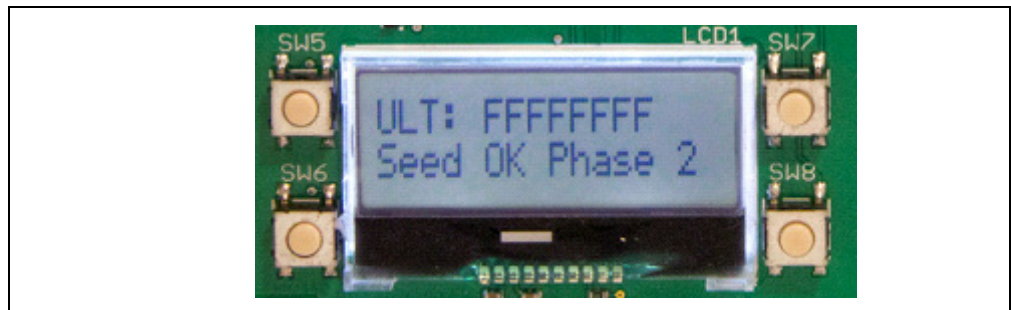 SW5
LCD1
SW7
ULT: FFFFFFFF
Seed OK Phase 2
SW6
SW8